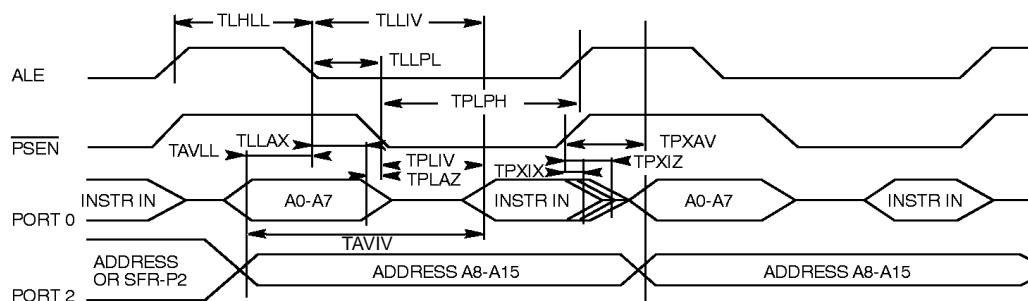 TLHLL
TLLIV
ALE
TLLPL
TPLPH
PSEN
TLLAX
TAVLL
TPXAV
TPLIV
TPXIZ
TPLAZ
TPXIX
INSTR IN
A0-A7
INSTR IN
A0-A7
INSTR IN
PORT 0
TAVIV
ADDRESS
OR SFR-P2
ADDRESS A8-A15
ADDRESS A8-A15
PORT 2